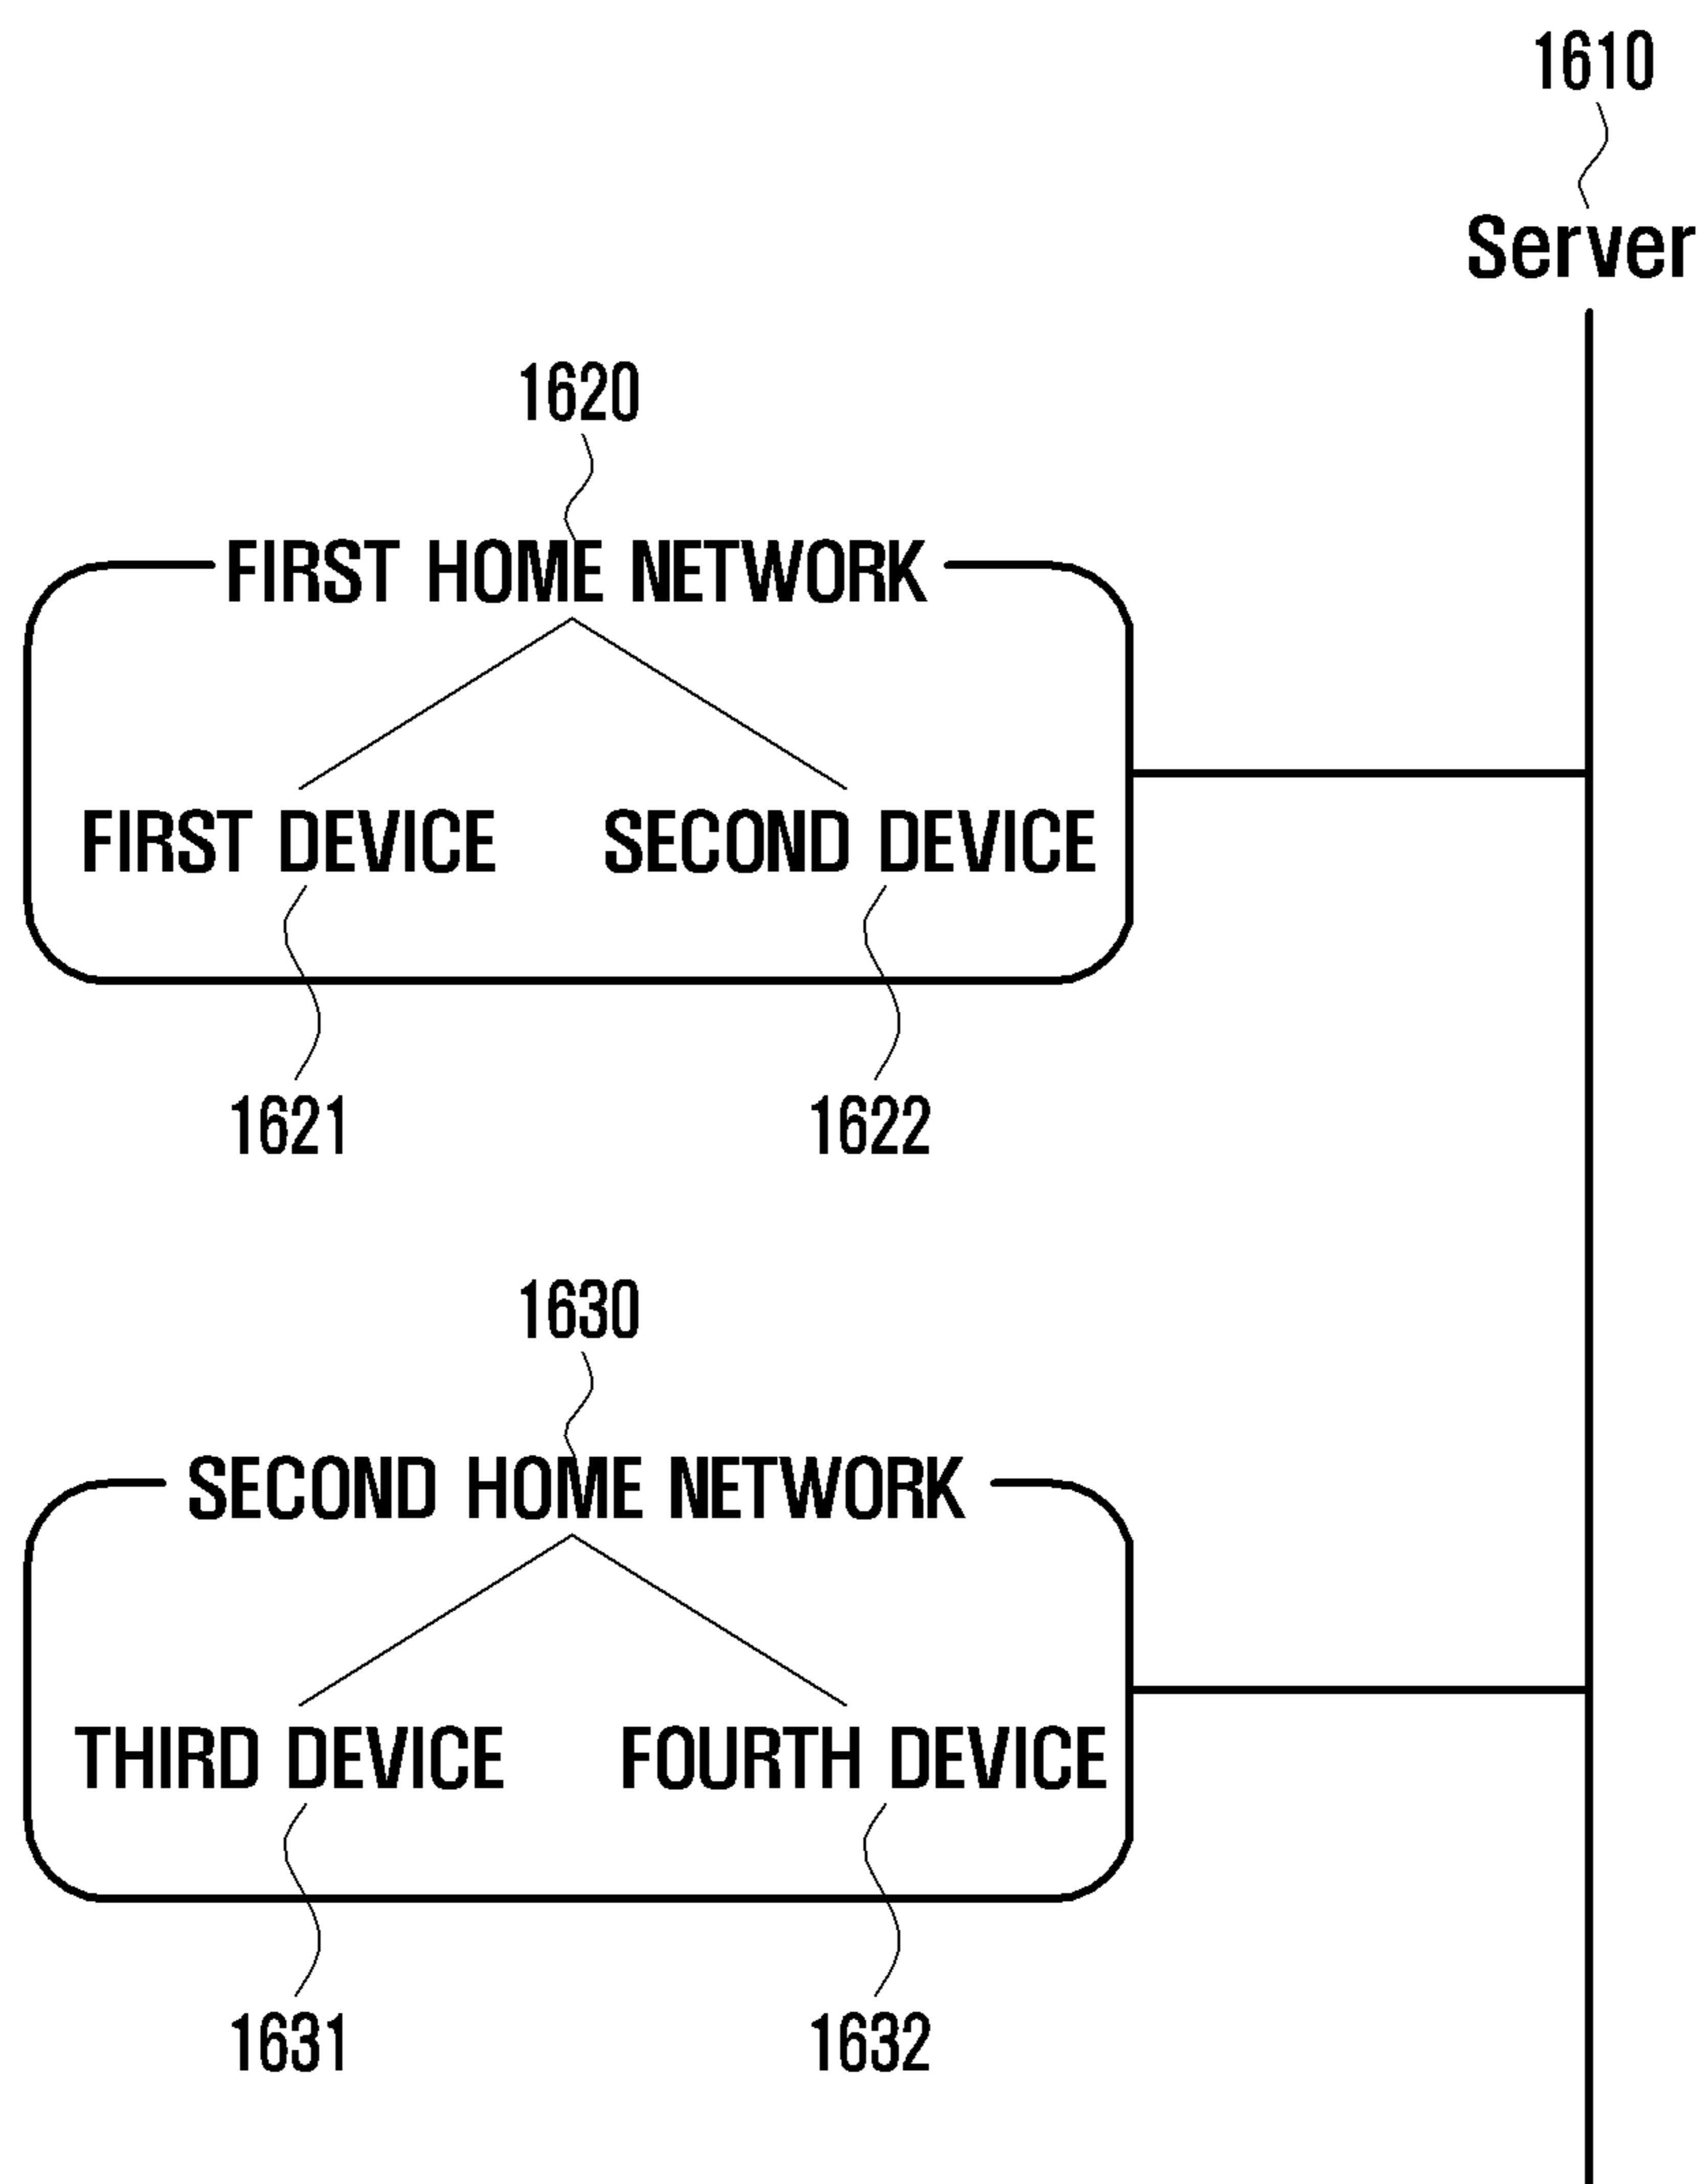 1610
Server
1620
FIRST HOME NETWORK
FIRST DEVICE SECOND DEVICE
1621 1622
1630
SECOND HOME NETWORK
THIRD DEVICE FOURTH DEVICE
1631 1632